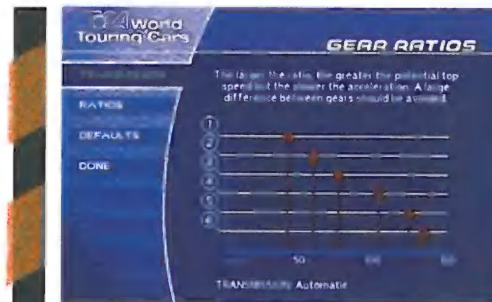 World
Touring Cars
GEAR RATIOS
TRANSMISSION
The larger the ratio, the greater the potential top
speed but the slower the acceleration. A large
difference between gears should be avoided.
RATIOS
DEFAULTS
DONE
1
2
3
4
5
6
50
TRANSMISSION: Automatic